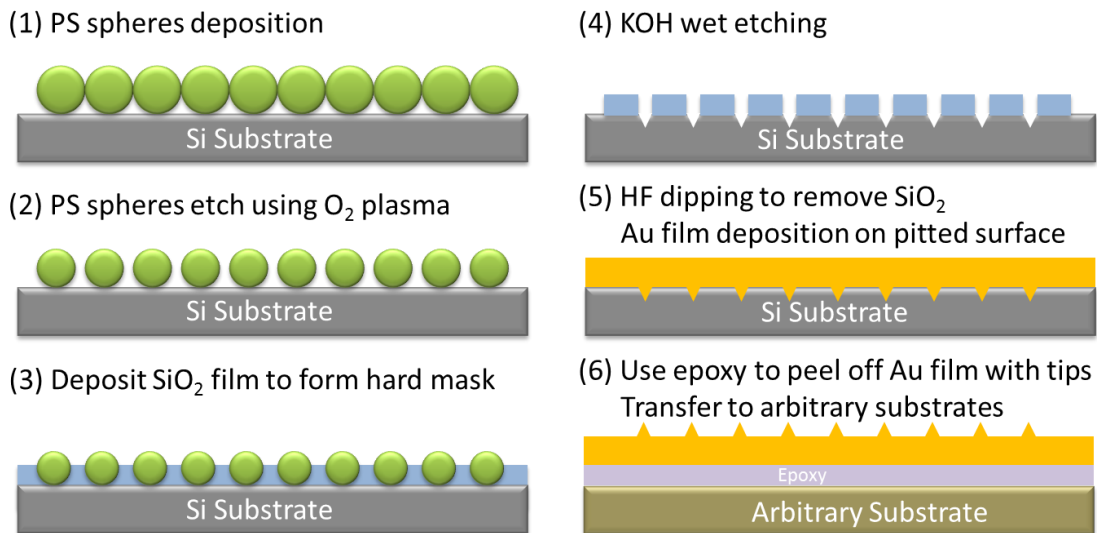 (1) PS spheres deposition
Si Substrate
(2) PS spheres etch using O₂ plasma
Si Substrate
(3) Deposit SiO₂ film to form hard mask
Si Substrate
(4) KOH wet etching
Si Substrate
(5) HF dipping to remove SiO₂
Au film deposition on pitted surface
Si Substrate
(6) Use epoxy to peel off Au film with tips
Transfer to arbitrary substrates
Epoxy
Arbitrary Substrate